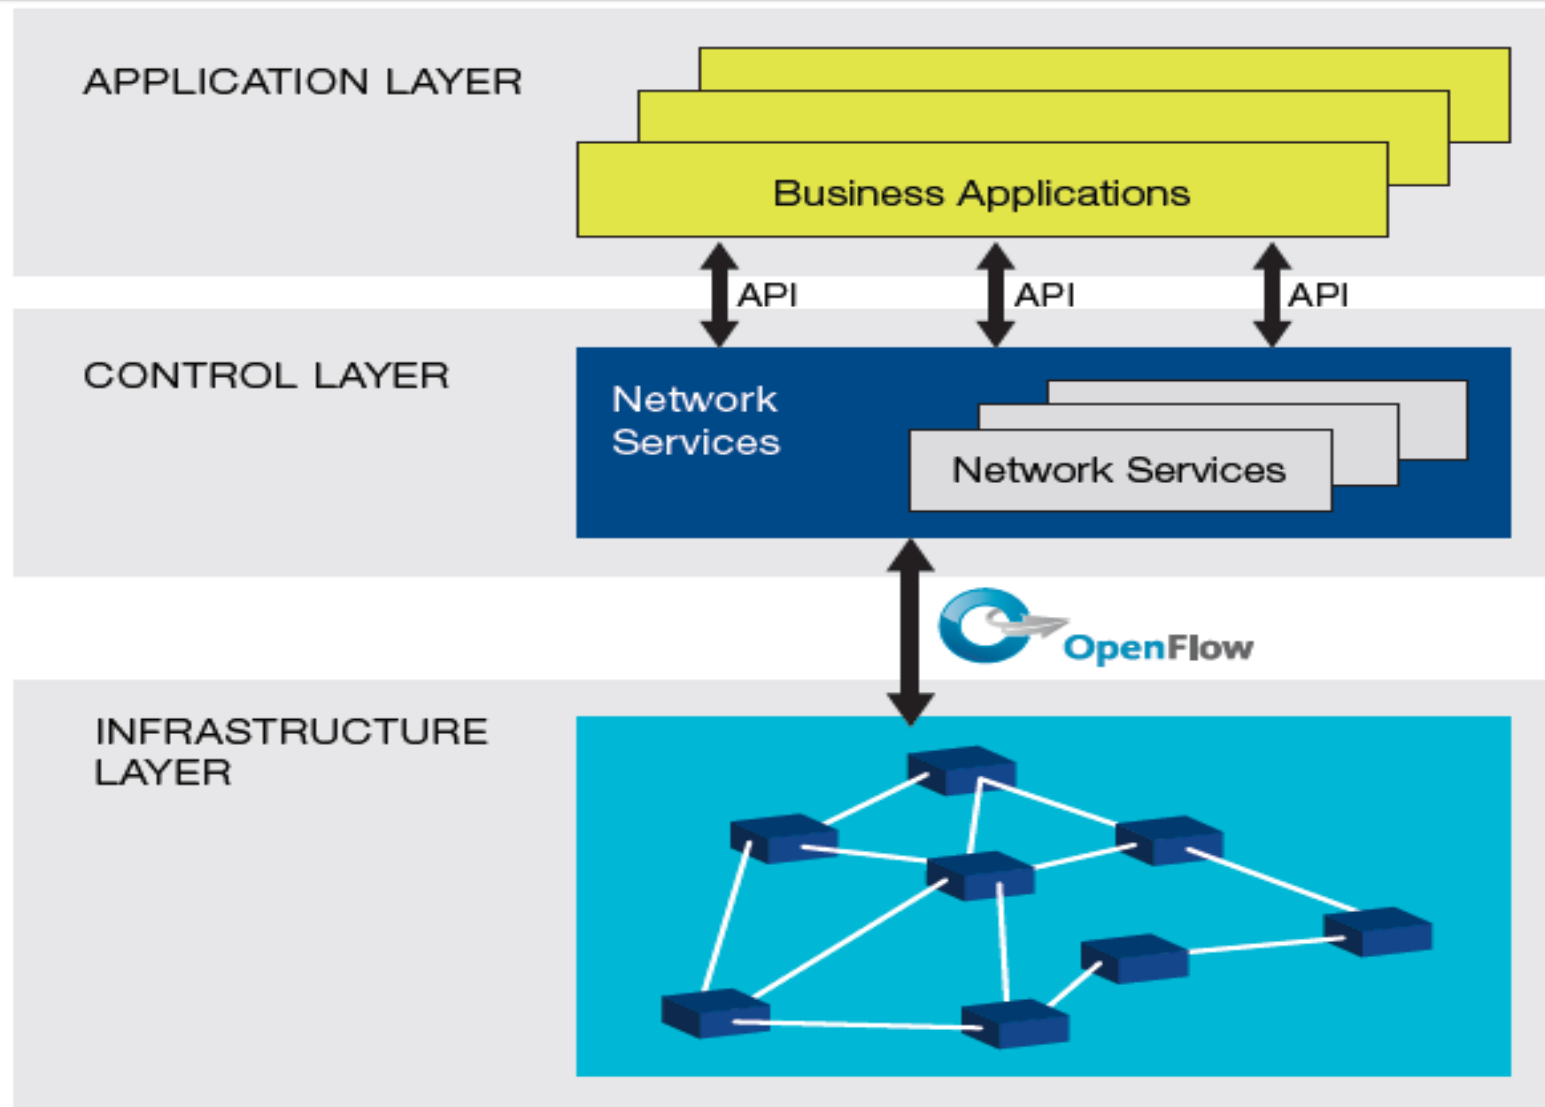 APPLICATION LAYER
Business Applications
API
API
API
CONTROL LAYER
Network
Services
Network Services
OpenFlow
INFRASTRUCTURE
LAYER